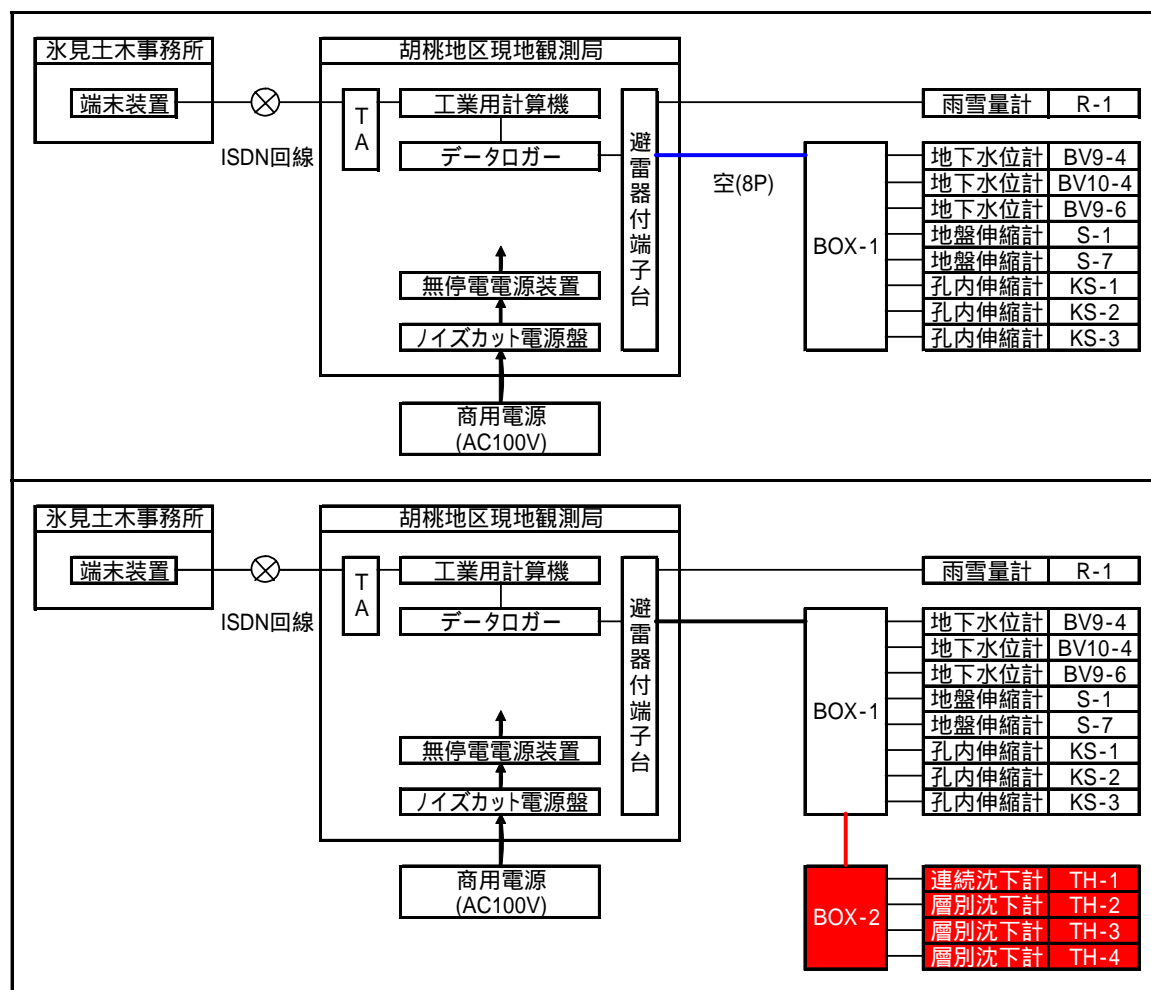 氷見土木事務所
端末装置
ISDN回線
胡桃地区現地観測局
TA
工業用計算機
データロガー
無停電電源装置
ノイズカット電源盤
避雷器付端子台
商用電源
(AC100V)
空(8P)
BOX-1
雨雪量計 R-1
地下水位計 BV9-4
地下水位計 BV10-4
地下水位計 BV9-6
地盤伸縮計 S-1
地盤伸縮計 S-7
孔内伸縮計 KS-1
孔内伸縮計 KS-2
孔内伸縮計 KS-3
氷見土木事務所
端末装置
ISDN回線
胡桃地区現地観測局
TA
工業用計算機
データロガー
無停電電源装置
ノイズカット電源盤
避雷器付端子台
商用電源
(AC100V)
BOX-1
雨雪量計 R-1
地下水位計 BV9-4
地下水位計 BV10-4
地下水位計 BV9-6
地盤伸縮計 S-1
地盤伸縮計 S-7
孔内伸縮計 KS-1
孔内伸縮計 KS-2
孔内伸縮計 KS-3
BOX-2
連続沈下計 TH-1
層別沈下計 TH-2
層別沈下計 TH-3
層別沈下計 TH-4